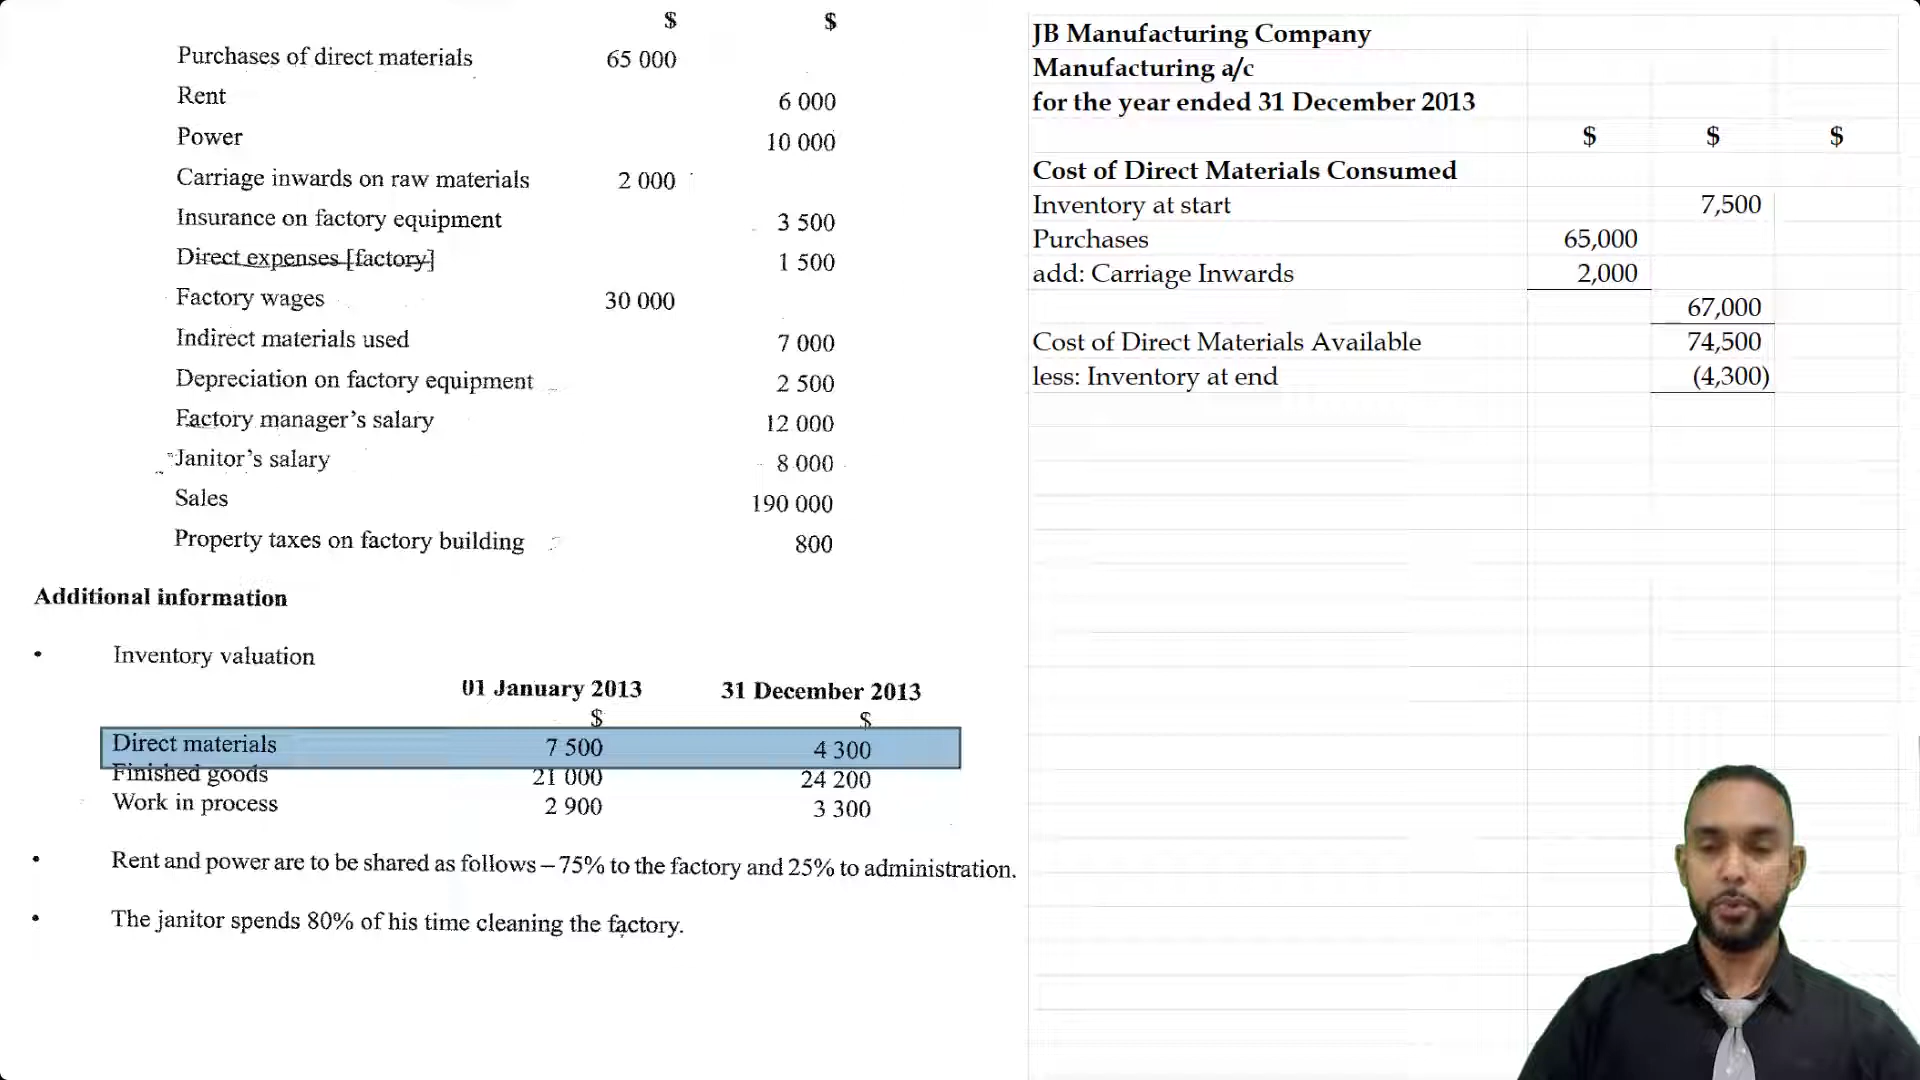 $ $
Purchases of direct materials 65 000
Rent 6 000
Power 10 000
Carriage inwards on raw materials 2 000
Insurance on factory equipment 3 500
Direct expenses [factory] 1 500
Factory wages 30 000
Indirect materials used 7 000
Depreciation on factory equipment 2 500
Factory manager's salary 12 000
Janitor's salary 8 000
Sales 190 000
Property taxes on factory building 800
Additional information
• Inventory valuation
01 January 2013 31 December 2013
$ $
Direct materials 7 500 4 300
Finished goods 21 000 24 200
Work in process 2 900 3 300
• Rent and power are to be shared as follows – 75% to the factory and 25% to administration.
• The janitor spends 80% of his time cleaning the factory.
JB Manufacturing Company
Manufacturing a/c
for the year ended 31 December 2013
$ $ $
Cost of Direct Materials Consumed
Inventory at start 7,500
Purchases 65,000
add: Carriage Inwards 2,000
67,000
Cost of Direct Materials Available 74,500
less: Inventory at end (4,300)